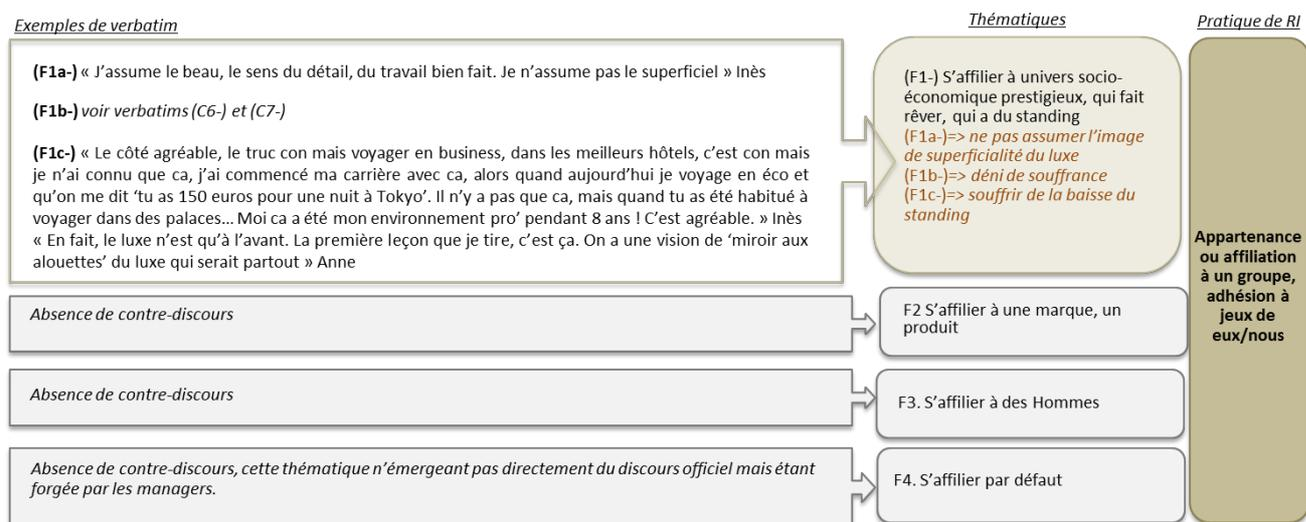 Exemples de verbatim
Thématiques
Pratique de RI
(F1a-) « J’assume le beau, le sens du détail, du travail bien fait. Je n’assume pas le superficiel » Inès
(F1b-) voir verbatims (C6-) et (C7-)
(F1c-) « Le côté agréable, le truc con mais voyager en business, dans les meilleurs hôtels, c’est con mais
je n’ai connu que ca, j’ai commencé ma carrière avec ca, alors quand aujourd’hui je voyage en éco et
qu’on me dit ‘tu as 150 euros pour une nuit à Tokyo’. Il n’y a pas que ca, mais quand tu as été habitué à
voyager dans des palaces… Moi ca a été mon environnement pro’ pendant 8 ans ! C’est agréable. » Inès
« En fait, le luxe n’est qu’à l’avant. La première leçon que je tire, c’est ça. On a une vision de ‘miroir aux
alouettes’ du luxe qui serait partout » Anne
(F1-) S’affilier à univers socio-
économique prestigieux, qui fait
rêver, qui a du standing
(F1a-)=> ne pas assumer l’image
de superficialité du luxe
(F1b-)=> déni de souffrance
(F1c-)=> souffrir de la baisse du
standing
Absence de contre-discours
F2 S’affilier à une marque, un
produit
Absence de contre-discours
F3. S’affilier à des Hommes
Absence de contre-discours, cette thématique n’émergeant pas directement du discours officiel mais étant
forgée par les managers.
F4. S’affilier par défaut
Appartenance
ou affiliation
à un groupe,
adhésion à
jeux de
eux/nous